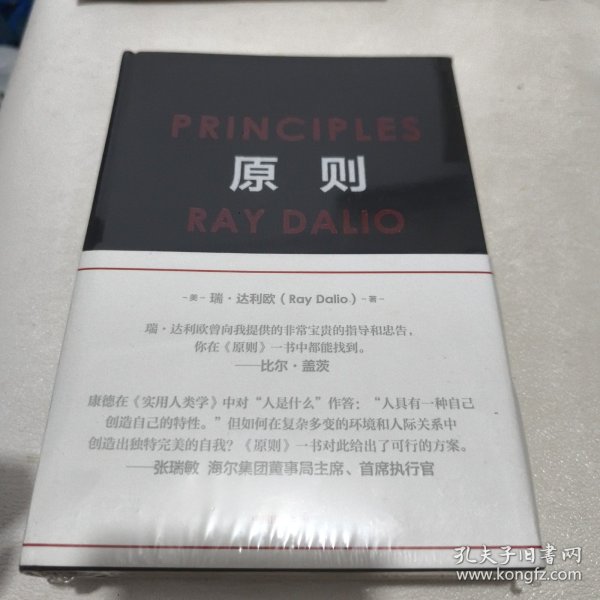 PRINCIPLES
原则
RAY DALIO
-美- 瑞·达利欧（Ray Dalio）-著-
瑞·达利欧曾向我提供的非常宝贵的指导和忠告，
你在《原则》一书中都能找到。
——比尔·盖茨
康德在《实用人类学》中对“人是什么”作答：“人具有一种自己
创造自己的特性。”但如何在复杂多变的环境和人际关系中
创造出独特完美的自我？《原则》一书对此给出了可行的方案。
——张瑞敏 海尔集团董事局主席、首席执行官
孔夫子旧书网
www.kongfz.com